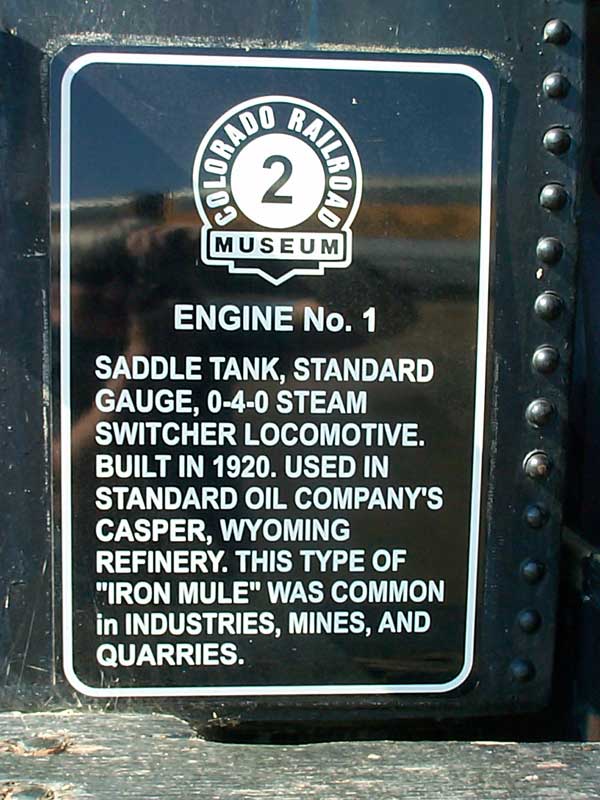 COLORADO RAILROAD
2
MUSEUM
ENGINE No. 1
SADDLE TANK, STANDARD
GAUGE, 0-4-0 STEAM
SWITCHER LOCOMOTIVE.
BUILT IN 1920. USED IN
STANDARD OIL COMPANY'S
CASPER, WYOMING
REFINERY. THIS TYPE OF
"IRON MULE" WAS COMMON
in INDUSTRIES, MINES, AND
QUARRIES.